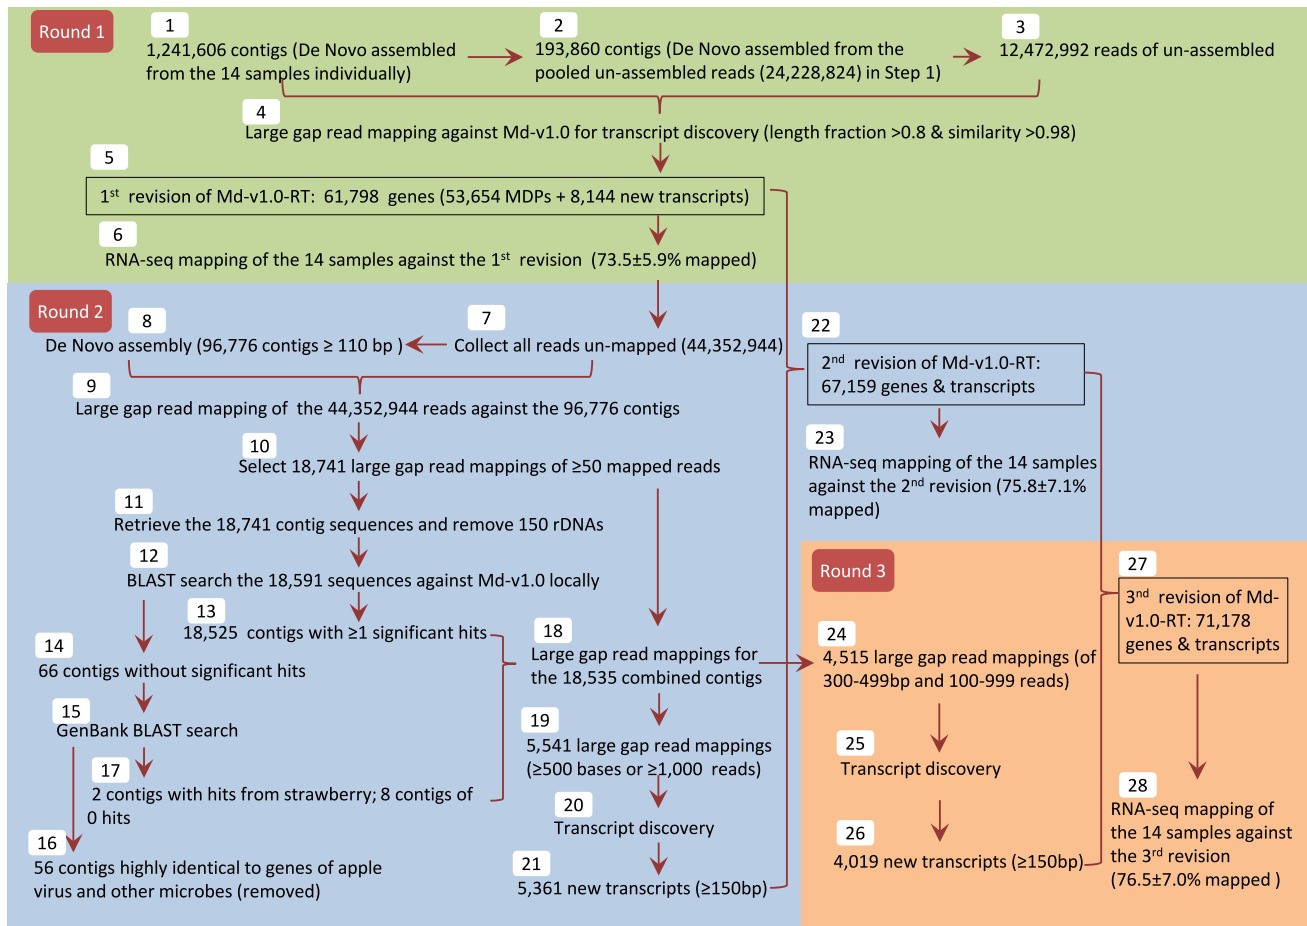 Round 1
1
1,241,606 contigs (De Novo assembled
from the 14 samples individually)
2
193,860 contigs (De Novo assembled from the
pooled un-assembled reads (24,228,824) in Step 1)
3
12,472,992 reads of un-assembled
4
Large gap read mapping against Md-v1.0 for transcript discovery (length fraction >0.8 & similarity >0.98)
5
1st revision of Md-v1.0-RT: 61,798 genes (53,654 MDPs + 8,144 new transcripts)
6
RNA-seq mapping of the 14 samples against the 1st revision (73.5±5.9% mapped)
Round 2
7
Collect all reads un-mapped (44,352,944)
8
De Novo assembly (96,776 contigs ≥ 110 bp )
9
Large gap read mapping of the 44,352,944 reads against the 96,776 contigs
10
Select 18,741 large gap read mappings of ≥50 mapped reads
11
Retrieve the 18,741 contig sequences and remove 150 rDNAs
12
BLAST search the 18,591 sequences against Md-v1.0 locally
13
18,525 contigs with ≥1 significant hits
14
66 contigs without significant hits
15
GenBank BLAST search
17
2 contigs with hits from strawberry; 8 contigs of
0 hits
16
56 contigs highly identical to genes of apple
virus and other microbes (removed)
18
Large gap read mappings for
the 18,535 combined contigs
19
5,541 large gap read mappings
(≥500 bases or ≥1,000 reads)
20
Transcript discovery
21
5,361 new transcripts (≥150bp)
22
2nd revision of Md-v1.0-RT:
67,159 genes & transcripts
23
RNA-seq mapping of the 14 samples
against the 2nd revision (75.8±7.1%
mapped)
Round 3
24
4,515 large gap read mappings (of
300-499bp and 100-999 reads)
25
Transcript discovery
26
4,019 new transcripts (≥150bp)
27
3nd revision of Md-
v1.0-RT: 71,178
genes & transcripts
28
RNA-seq mapping of
the 14 samples against
the 3rd revision
(76.5±7.0% mapped )